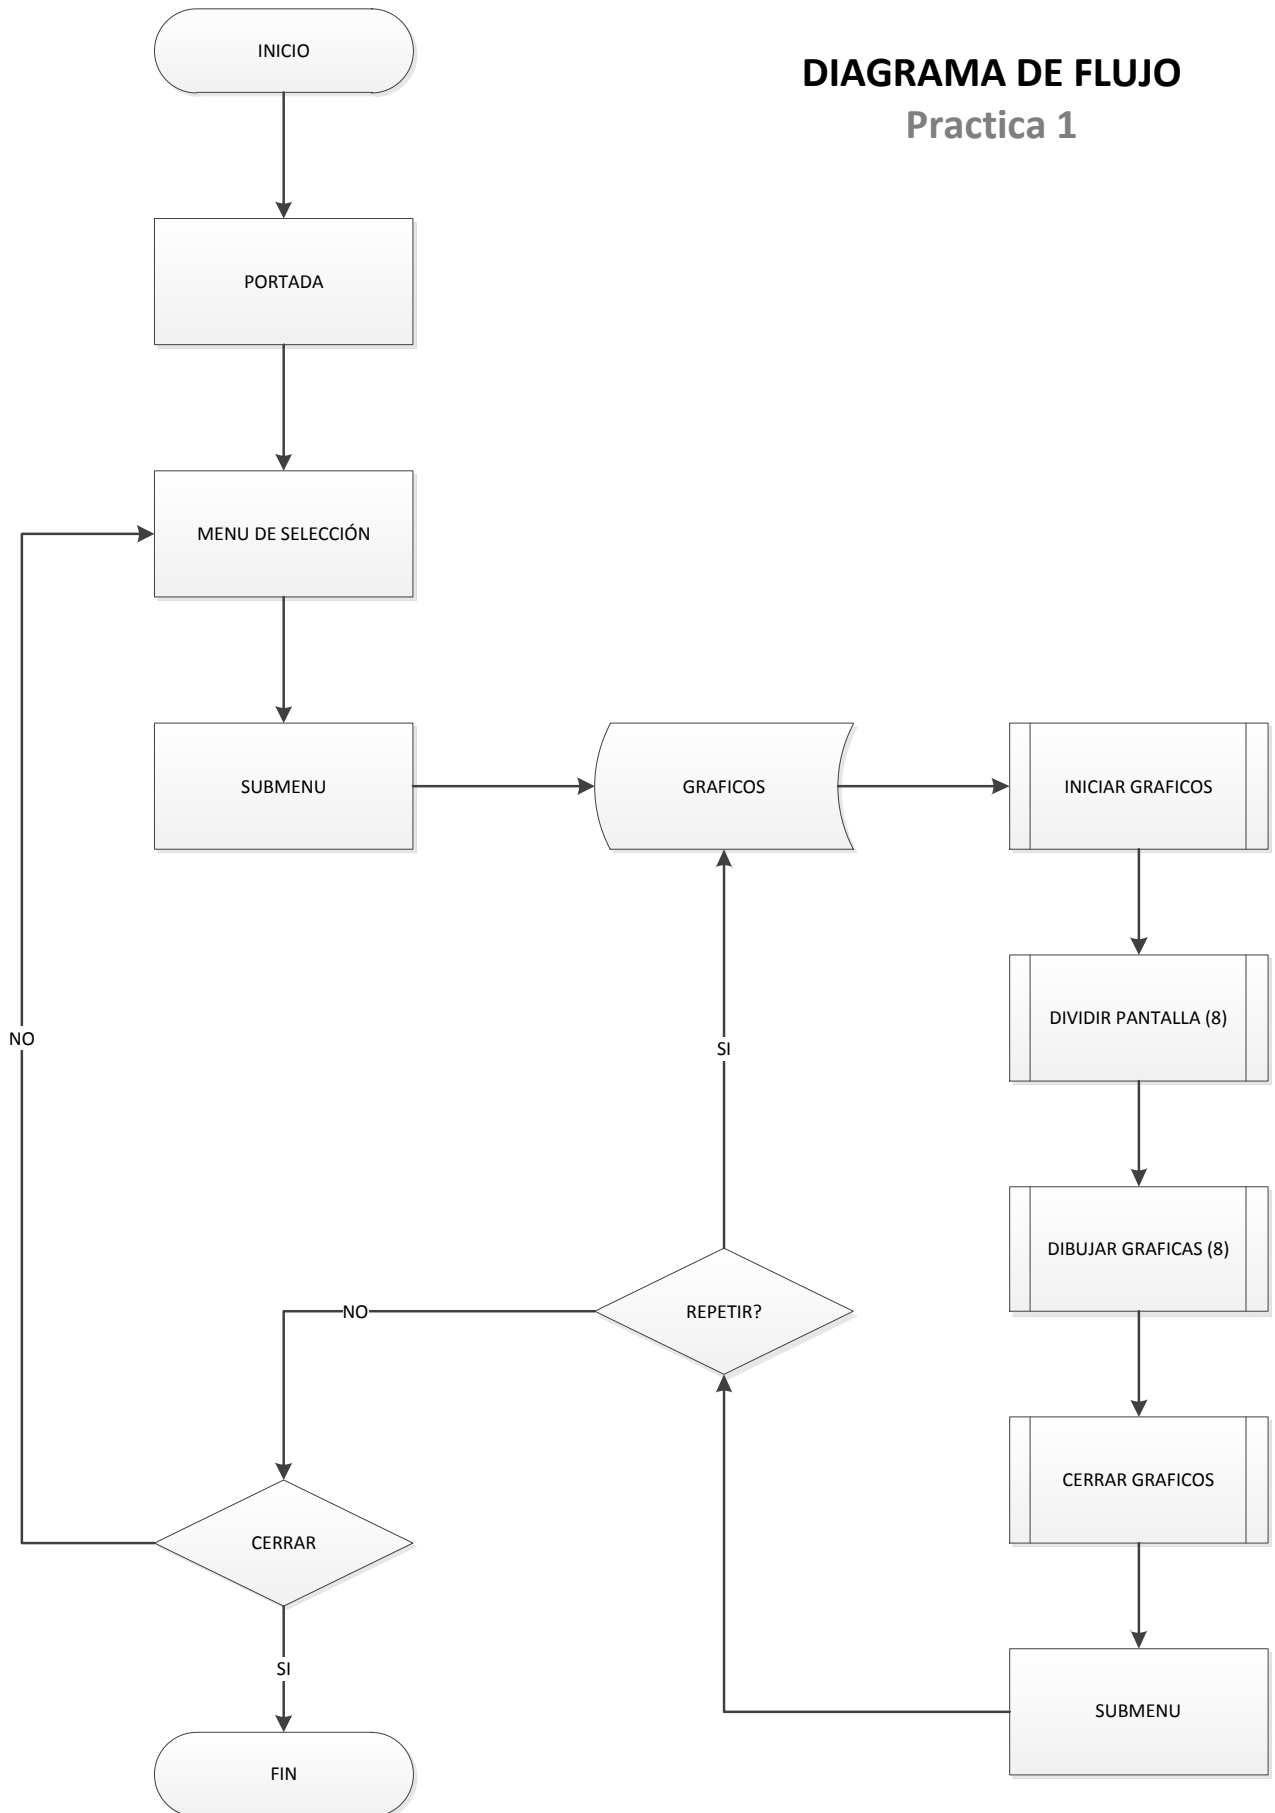 INICIO
DIAGRAMA DE FLUJO
Practica 1
PORTADA
MENU DE SELECCIÓN
SUBMENU
GRAFICOS
INICIAR GRAFICOS
DIVIDIR PANTALLA (8)
NO
SI
DIBUJAR GRAFICAS (8)
REPETIR?
NO
CERRAR GRAFICOS
CERRAR
SI
SUBMENU
FIN